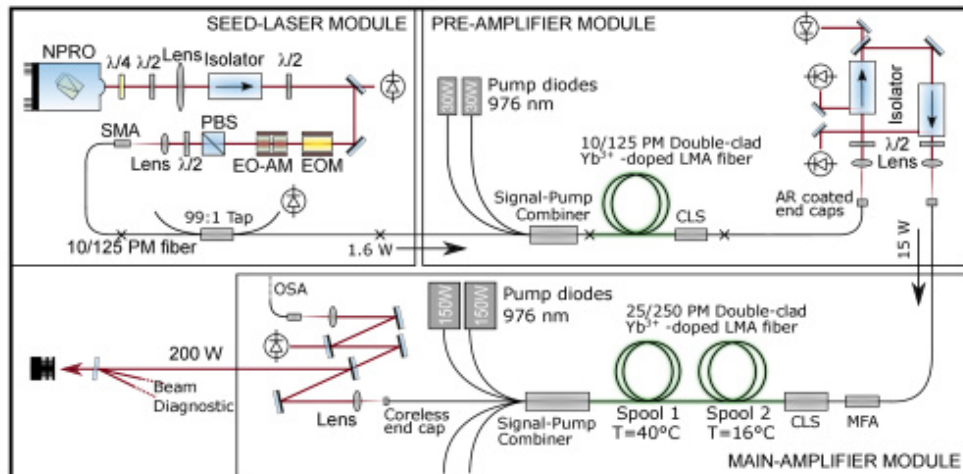 SEED-LASER MODULE
NPRO
λ/4
λ/2
Lens
Isolator
λ/2
SMA
PBS
Lens
λ/2
EO-AM
EOM
99:1 Tap
10/125 PM fiber
1.6 W
PRE-AMPLIFIER MODULE
30W
30W
Pump diodes
976 nm
10/125 PM Double-clad
Yb³⁺ -doped LMA fiber
Signal-Pump
Combiner
CLS
Isolator
λ/2
Lens
AR coated
end caps
15 W
OSA
150W
150W
Pump diodes
976 nm
25/250 PM Double-clad
Yb³⁺ -doped LMA fiber
200 W
Beam
Diagnostic
Lens
Coreless
end cap
Signal-Pump
Combiner
Spool 1
T=40°C
Spool 2
T=16°C
CLS
MFA
MAIN-AMPLIFIER MODULE